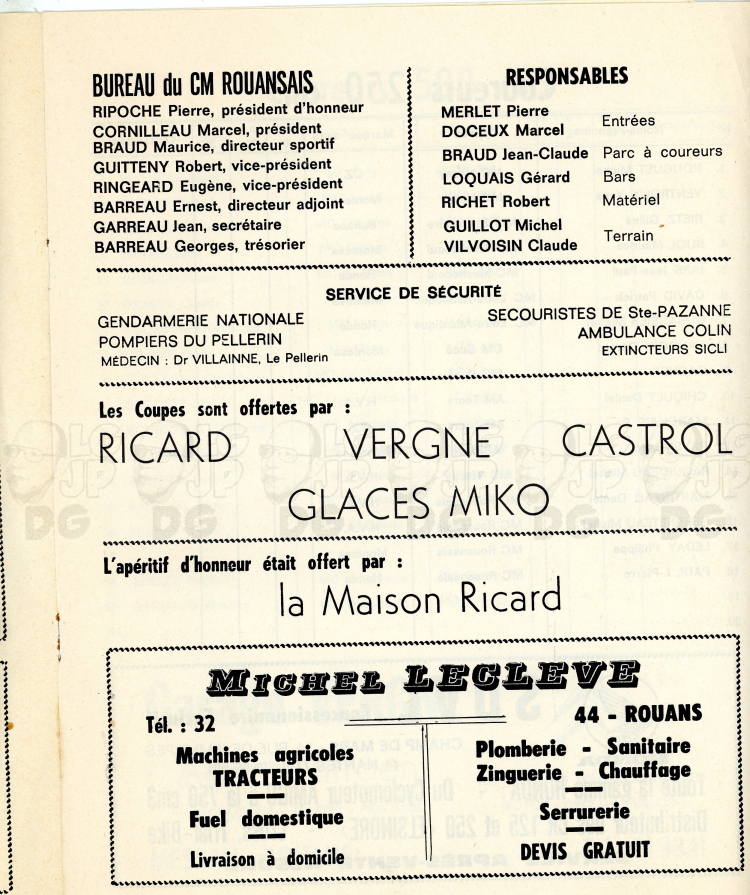 BUREAU du CM ROUANSAIS
RIPOCHE Pierre, président d'honneur
CORNILLEAU Marcel, président
BRAUD Maurice, directeur sportif
GUITTENY Robert, vice-président
RINGEARD Eugène, vice-président
BARREAU Ernest, directeur adjoint
GARREAU Jean, secrétaire
BARREAU Georges, trésorier
RESPONSABLES
MERLET Pierre
DOCEUX Marcel
Entrées
BRAUD Jean-Claude Parc à coureurs
LOQUAIS Gérard Bars
RICHET Robert Matériel
GUILLOT Michel
VILVOISIN Claude
Terrain
SERVICE DE SÉCURITÉ
GENDARMERIE NATIONALE
POMPIERS DU PELLERIN
MÉDECIN : Dr VILLAINNE, Le Pellerin
SECOURISTES DE Ste-PAZANNE
AMBULANCE COLIN
EXTINCTEURS SICLI
Les Coupes sont offertes par :
RICARD VERGNE CASTROL
GLACES MIKO
L'apéritif d'honneur était offert par :
la Maison Ricard
MICHEL LECLEVE
Tél. : 32
44 - ROUANS
Machines agricoles
TRACTEURS
Fuel domestique
Livraison à domicile
Plomberie - Sanitaire
Zinguerie - Chauffage
Serrurerie
DEVIS GRATUIT